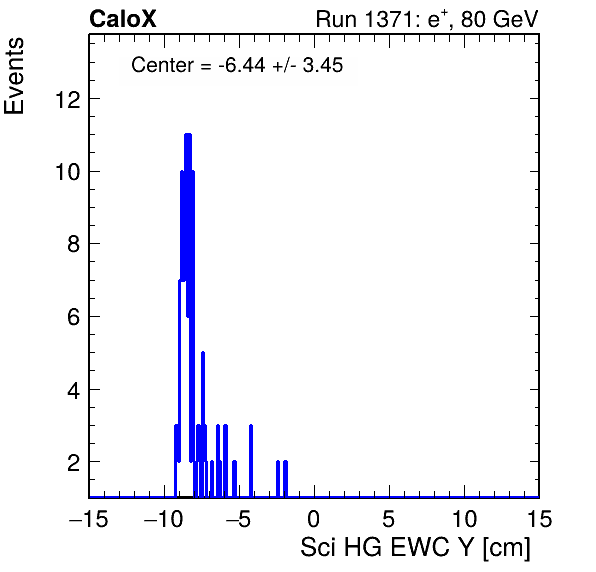 CaloX Run 1371: e+, 80 GeV
Center = -6.44 +/- 3.45
Events
12
10
8
6
4
2
−15 −10 −5 0 5 10 15
Sci HG EWC Y [cm]